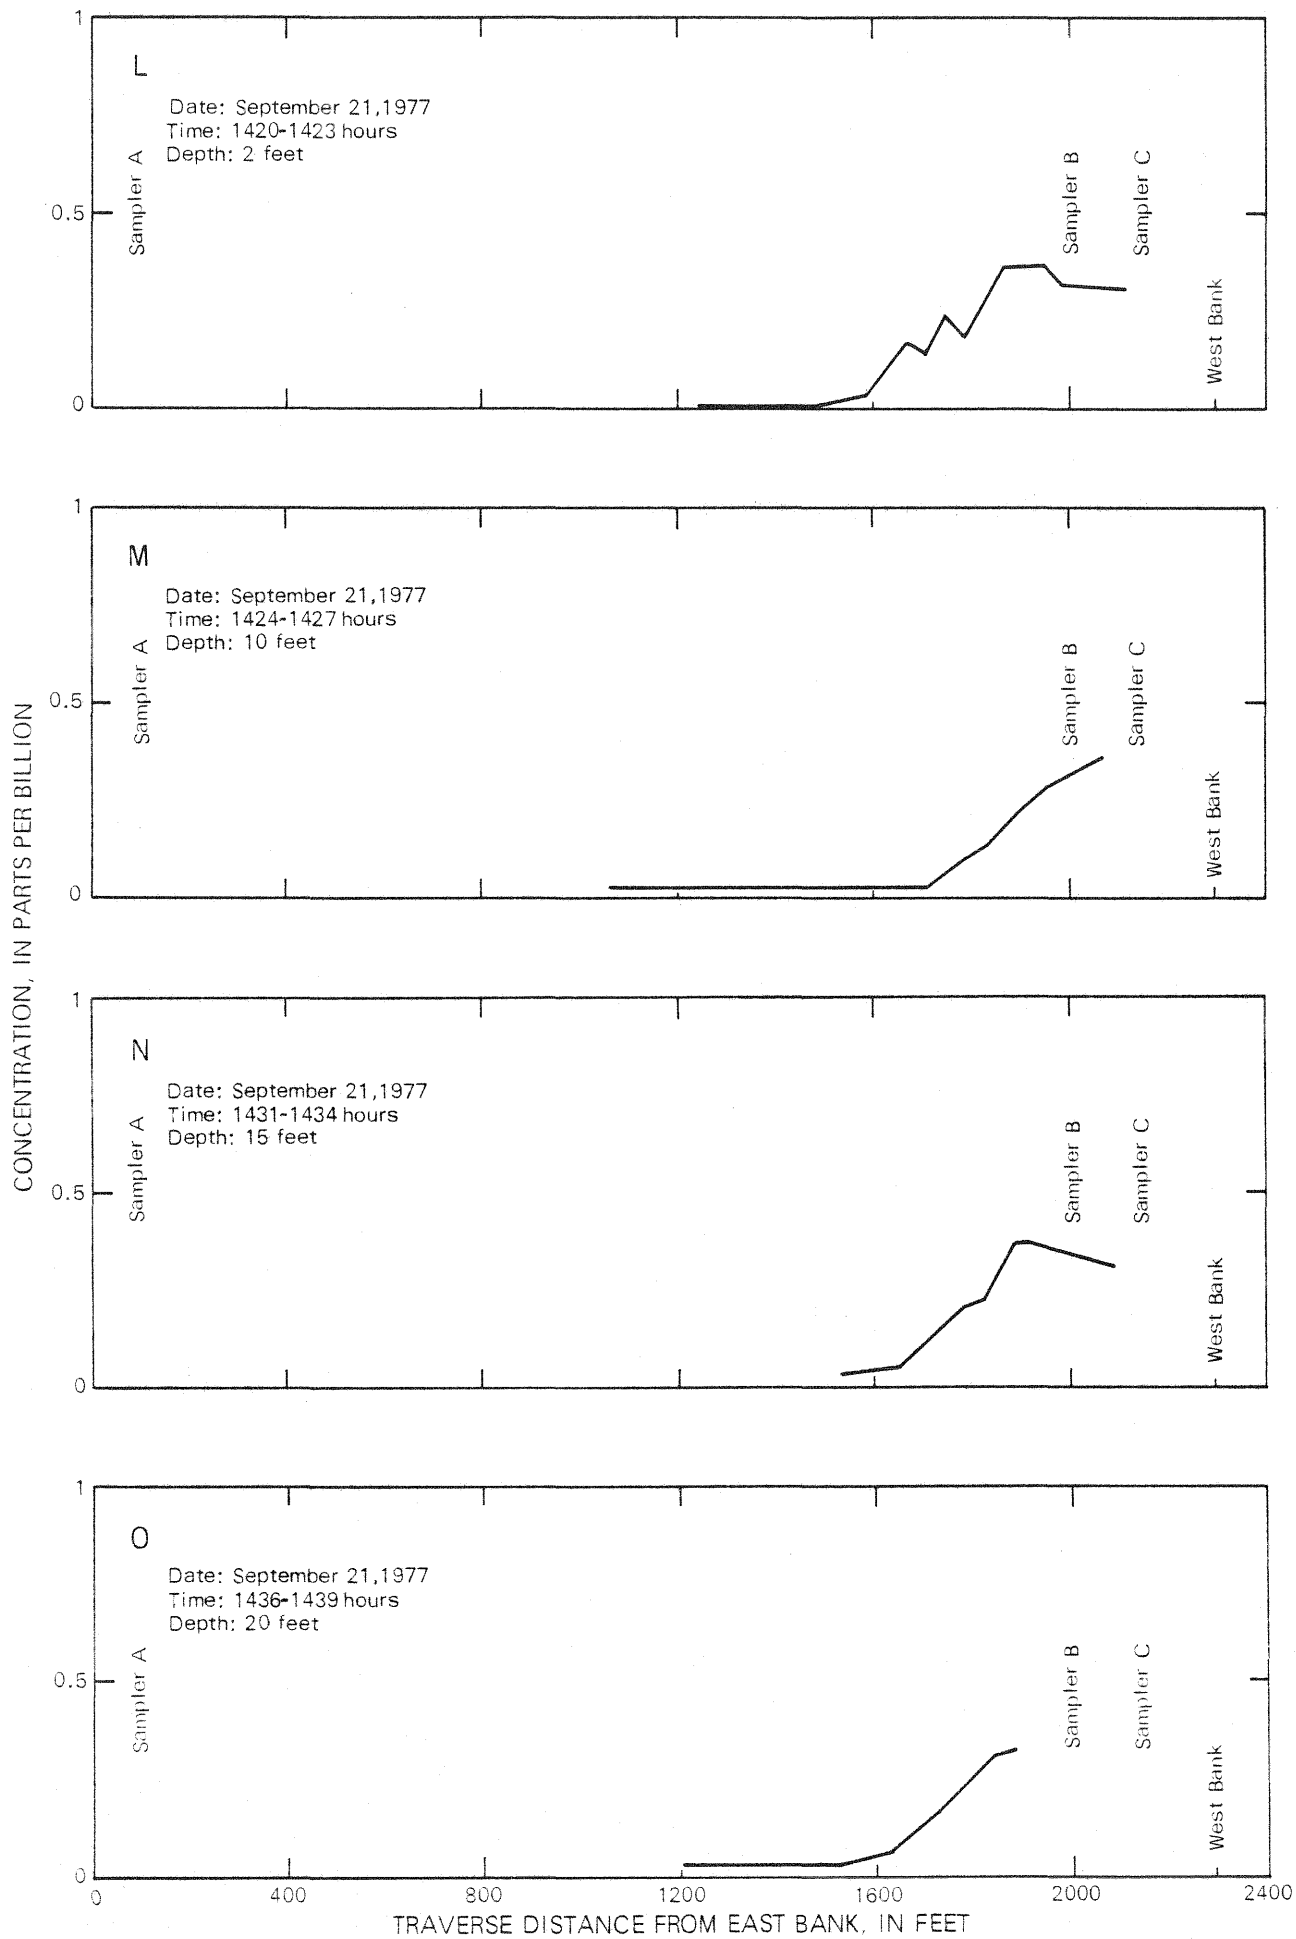 CONCENTRATION, IN PARTS PER BILLION
1
L
Date: September 21,1977
Time: 1420-1423 hours
Depth: 2 feet
Sampler A
Sampler B
Sampler C
0.5
West Bank
0
1
M
Date: September 21,1977
Time: 1424-1427 hours
Depth: 10 feet
Sampler A
Sampler B
Sampler C
0.5
West Bank
0
1
N
Date: September 21,1977
Time: 1431-1434 hours
Depth: 15 feet
Sampler A
Sampler B
Sampler C
0.5
West Bank
0
1
O
Date: September 21,1977
Time: 1436-1439 hours
Depth: 20 feet
Sampler A
Sampler B
Sampler C
0.5
West Bank
0
0 400 800 1200 1600 2000 2400
TRAVERSE DISTANCE FROM EAST BANK, IN FEET